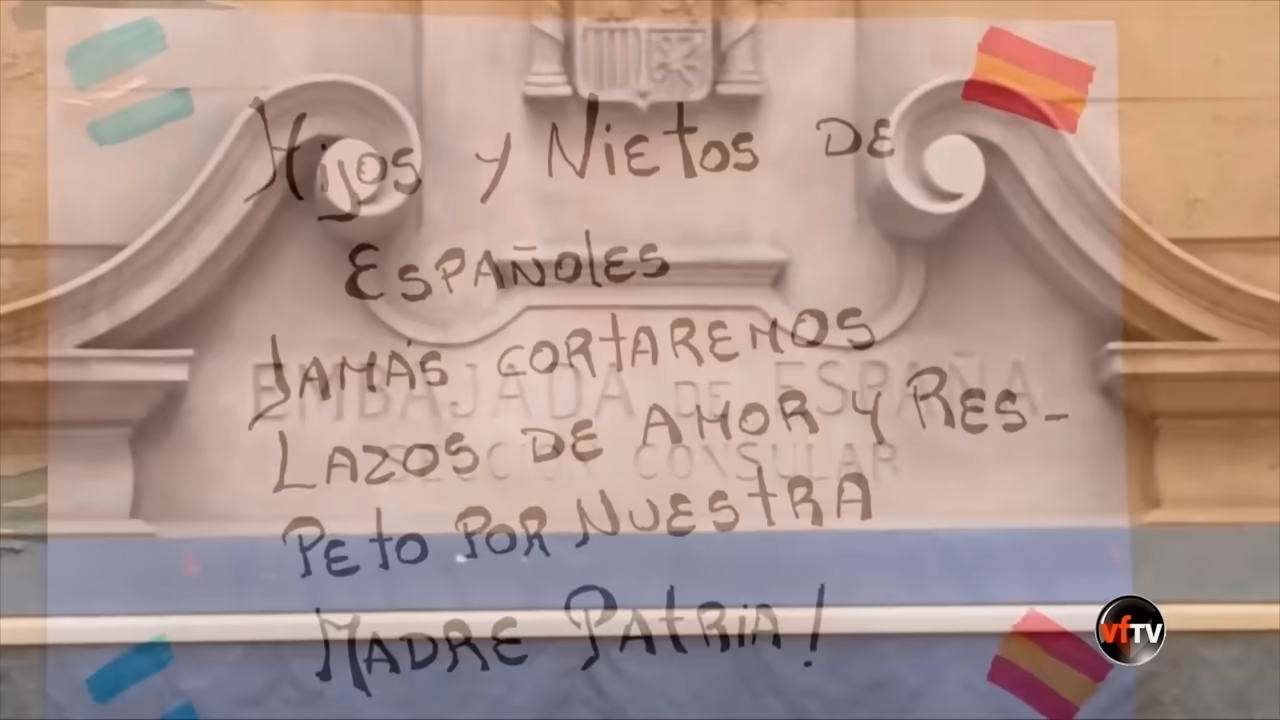 Hijos y Nietos DE
ESPAÑOlES
JAMÁS CORTAREMOS
EMBAJADA DE ESPAÑA
LAZOS DE AMOR Y RES-
SECCIÓN CONSULAR
PETO POR NUESTRA
MADRE PATRIA!
vfTV